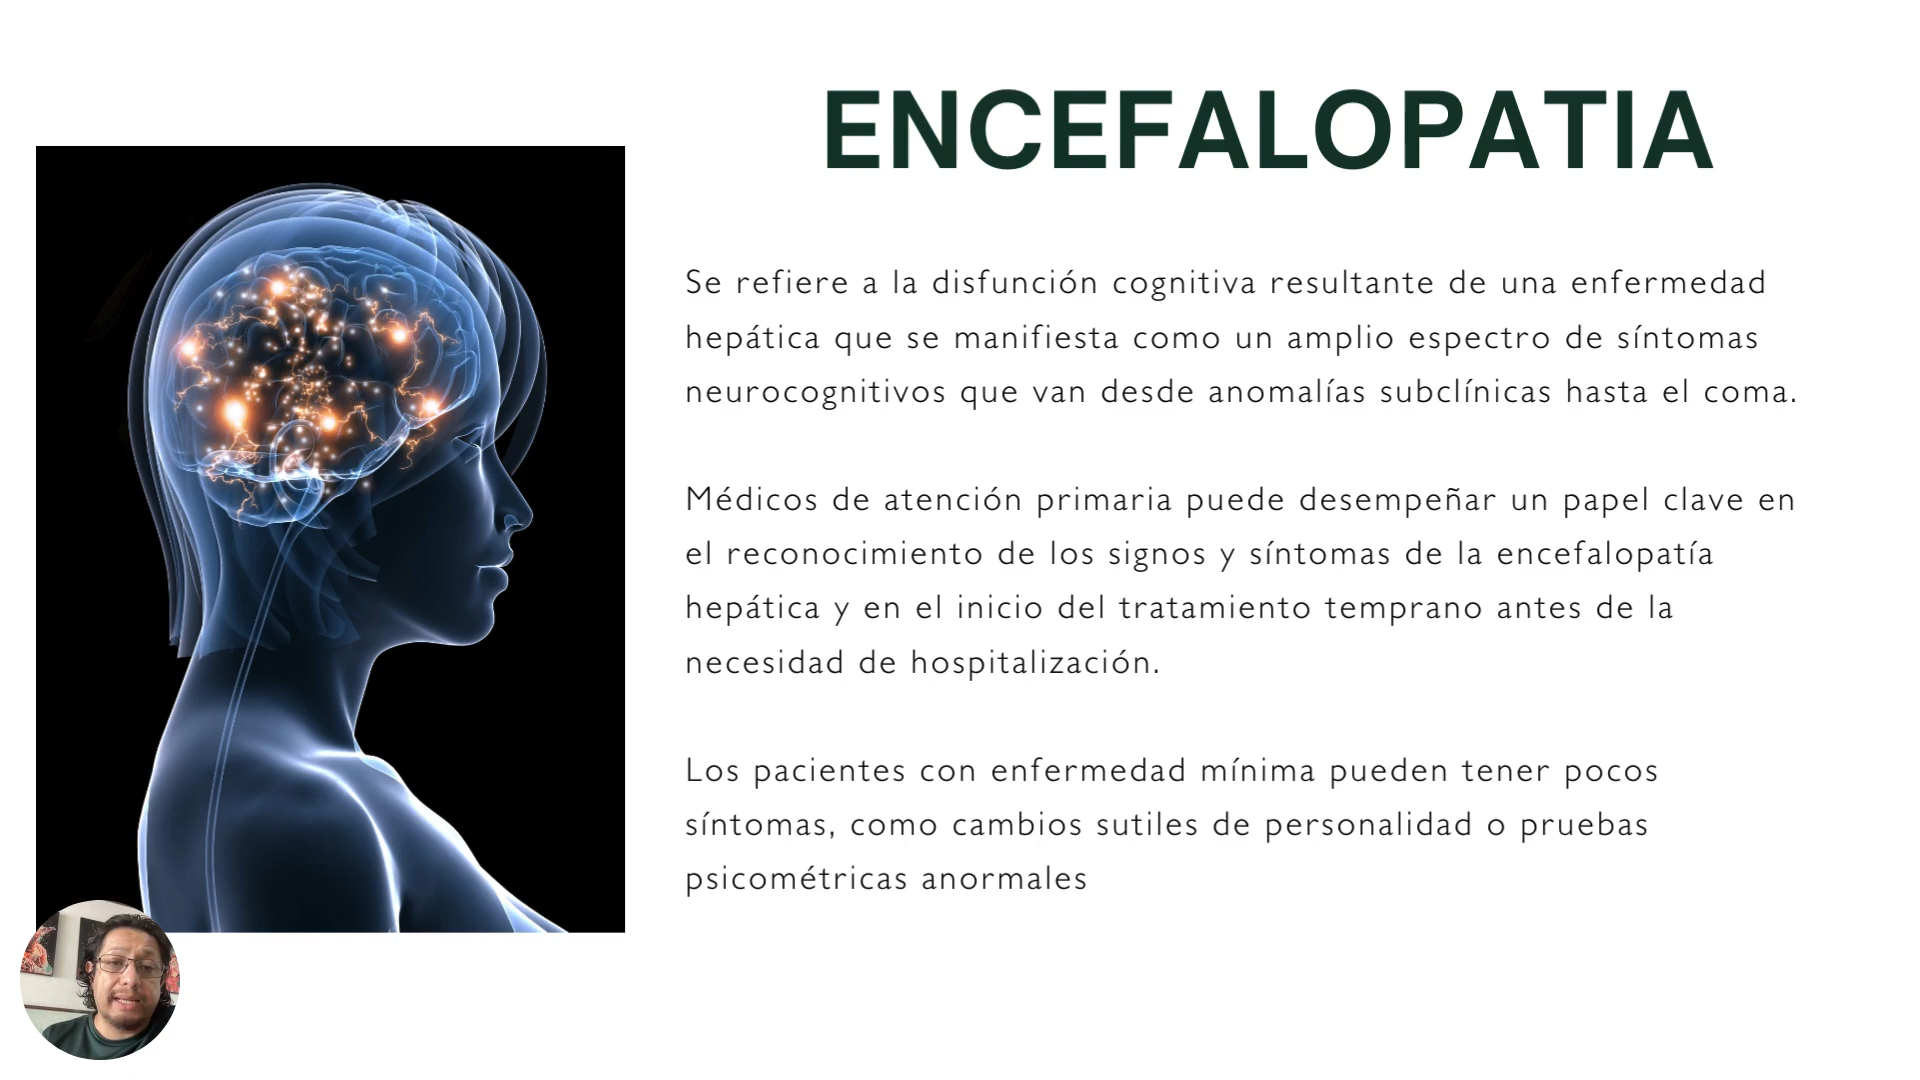 ENCEFALOPATIA
Se refiere a la disfunción cognitiva resultante de una enfermedad
hepática que se manifiesta como un amplio espectro de síntomas
neurocognitivos que van desde anomalías subclínicas hasta el coma.
Médicos de atención primaria puede desempeñar un papel clave en
el reconocimiento de los signos y síntomas de la encefalopatía
hepática y en el inicio del tratamiento temprano antes de la
necesidad de hospitalización.
Los pacientes con enfermedad mínima pueden tener pocos
síntomas, como cambios sutiles de personalidad o pruebas
psicométricas anormales